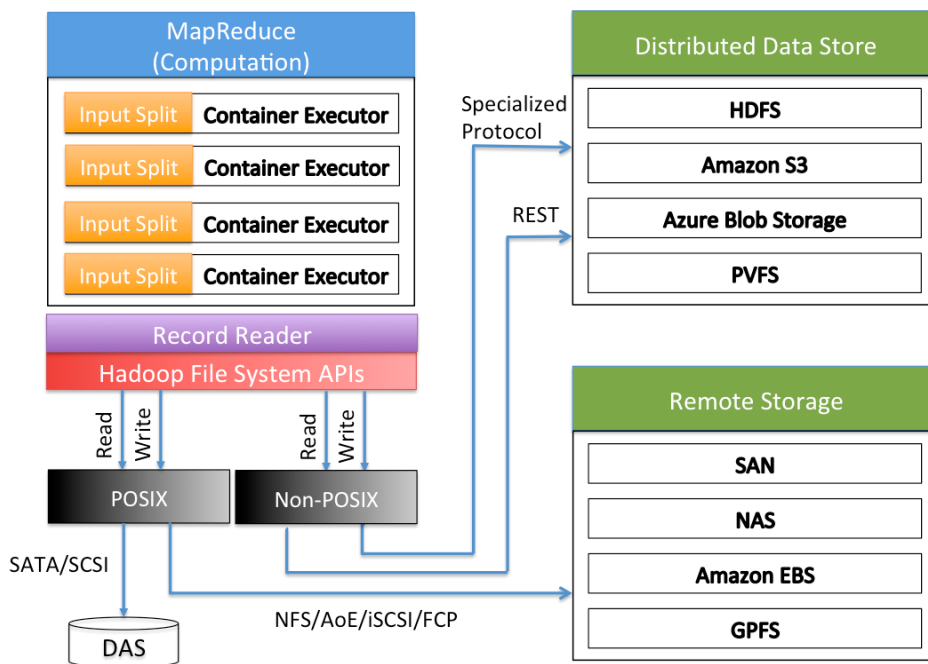 MapReduce
(Computation)
Input Split Container Executor
Input Split Container Executor
Input Split Container Executor
Input Split Container Executor
Record Reader
Hadoop File System APIs
Read
Write
Read
Write
POSIX
Non-POSIX
SATA/SCSI
DAS
NFS/AoE/iSCSI/FCP
Specialized
Protocol
REST
Distributed Data Store
HDFS
Amazon S3
Azure Blob Storage
PVFS
Remote Storage
SAN
NAS
Amazon EBS
GPFS